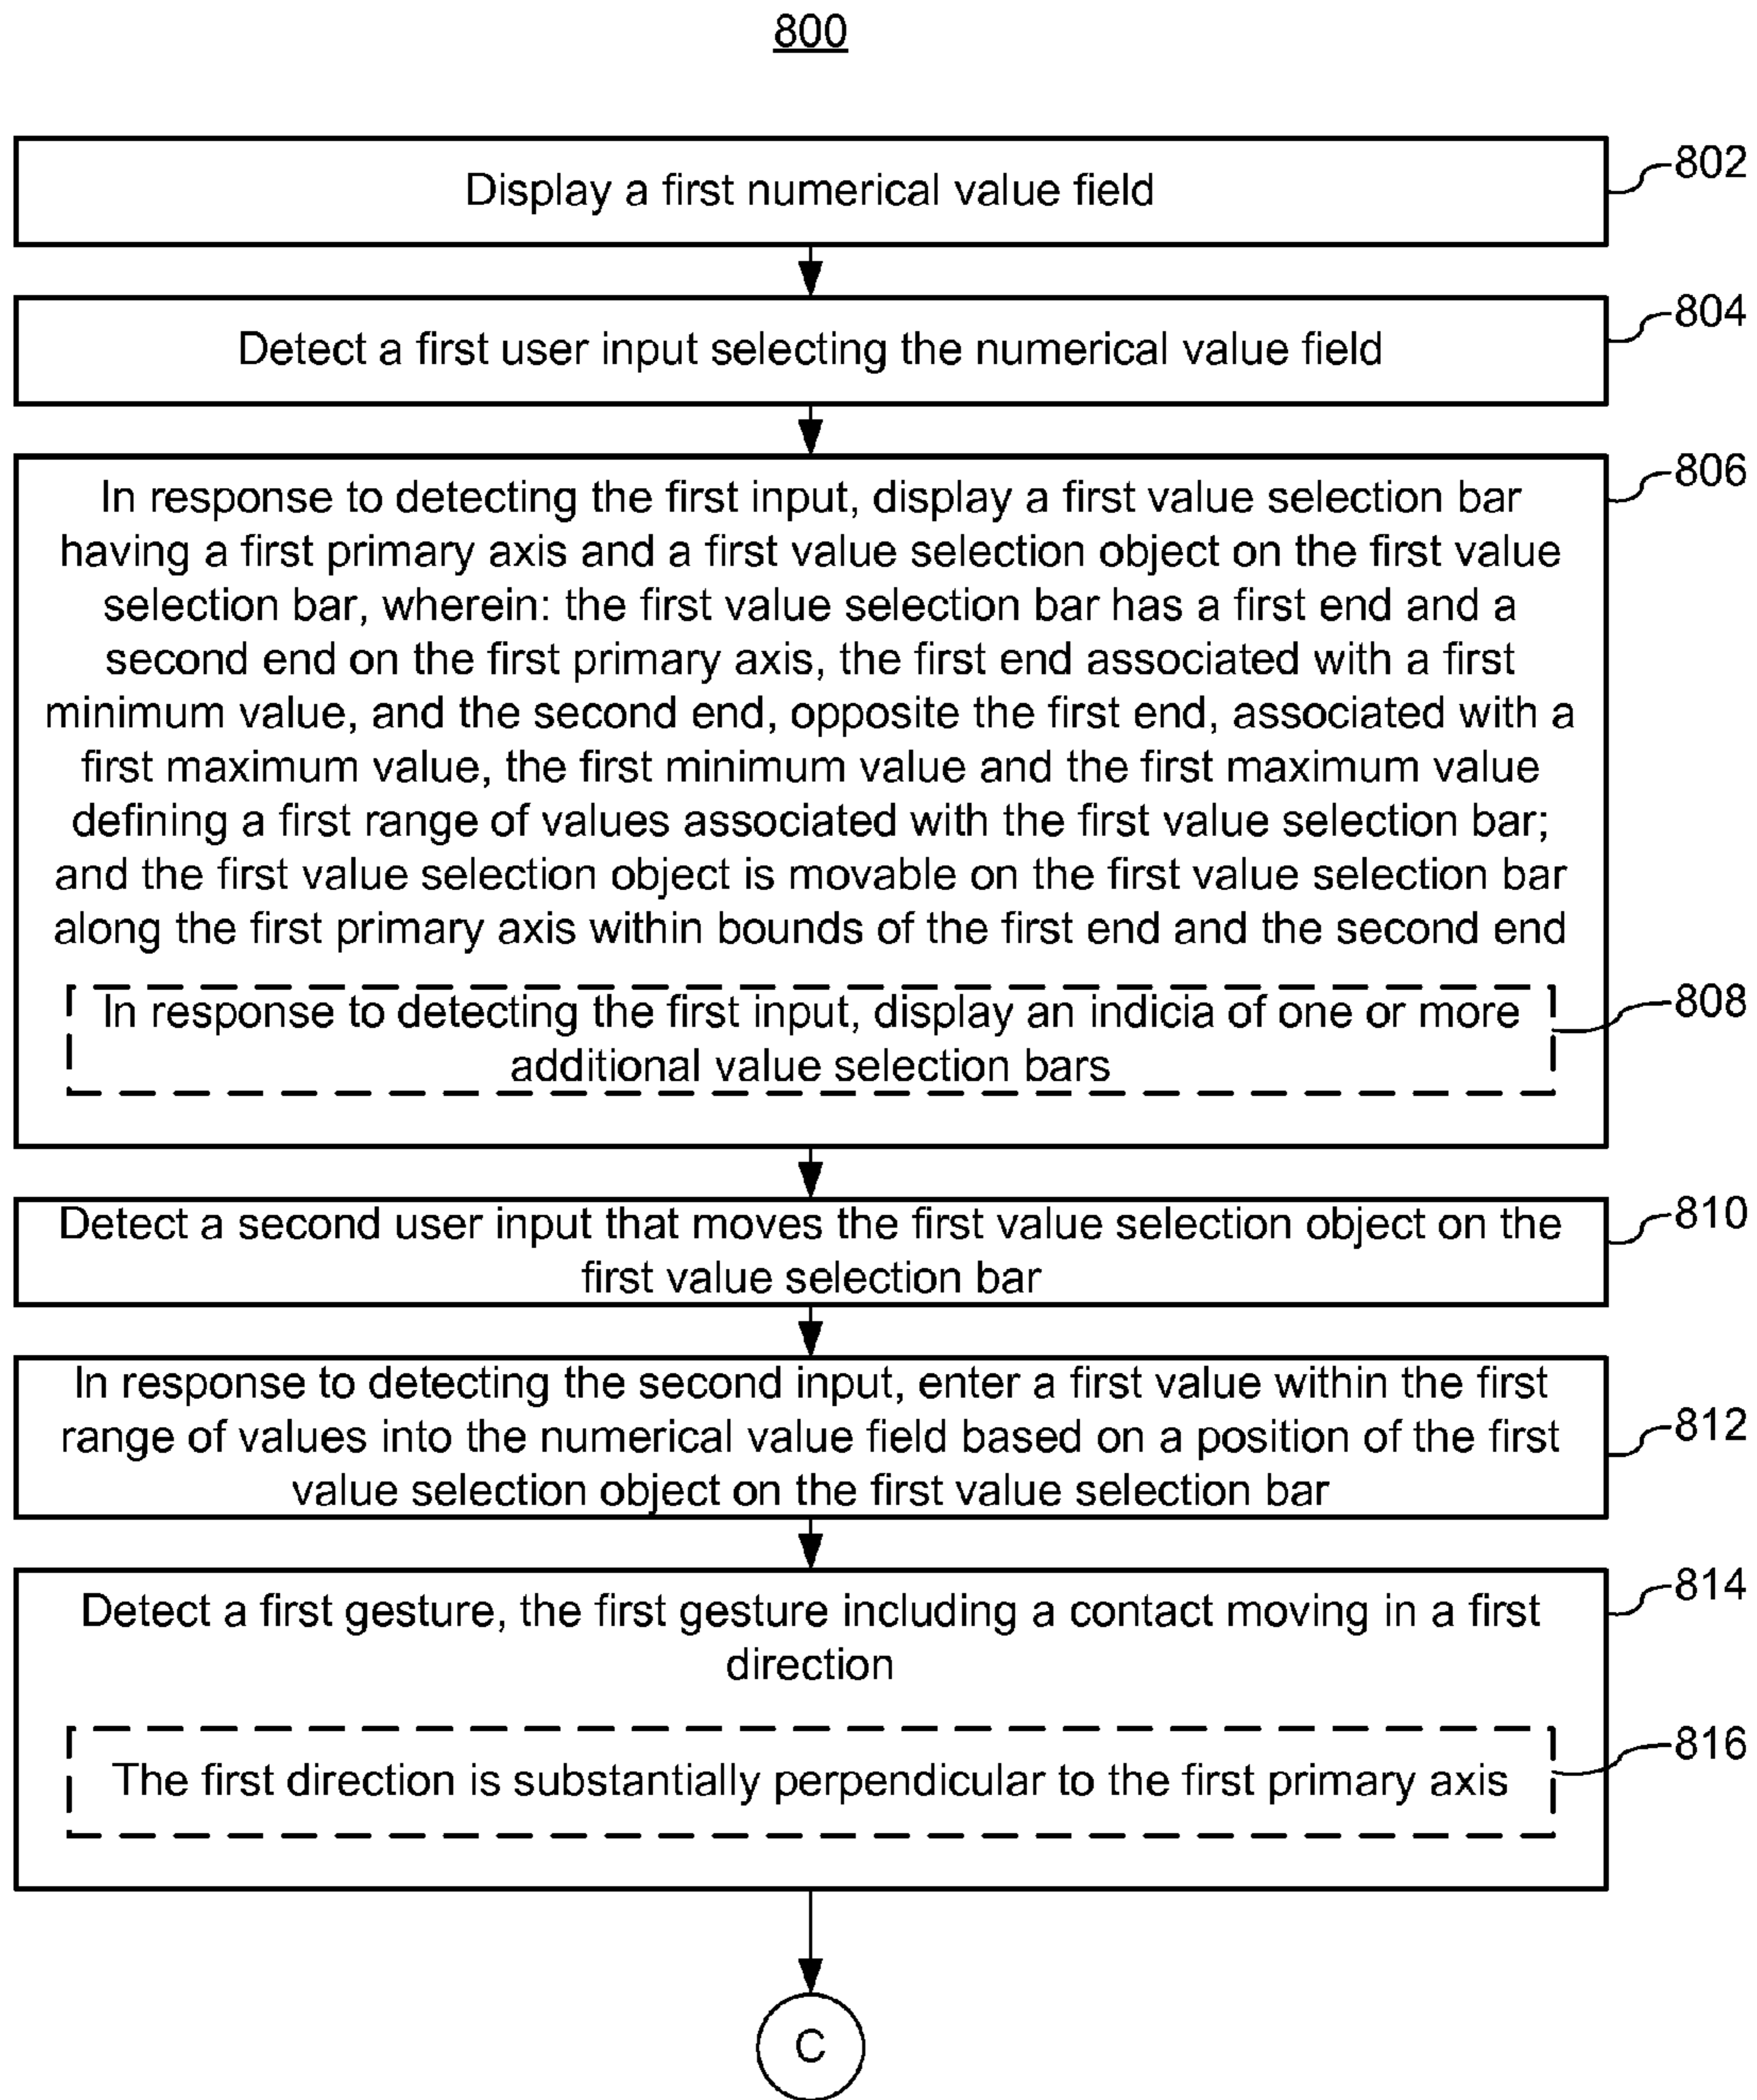 800
Display a first numerical value field
802
Detect a first user input selecting the numerical value field
804
In response to detecting the first input, display a first value selection bar
having a first primary axis and a first value selection object on the first value
selection bar, wherein: the first value selection bar has a first end and a
second end on the first primary axis, the first end associated with a first
minimum value, and the second end, opposite the first end, associated with a
first maximum value, the first minimum value and the first maximum value
defining a first range of values associated with the first value selection bar;
and the first value selection object is movable on the first value selection bar
along the first primary axis within bounds of the first end and the second end
806
In response to detecting the first input, display an indicia of one or more
additional value selection bars
808
Detect a second user input that moves the first value selection object on the
first value selection bar
810
In response to detecting the second input, enter a first value within the first
range of values into the numerical value field based on a position of the first
value selection object on the first value selection bar
812
Detect a first gesture, the first gesture including a contact moving in a first
direction
814
The first direction is substantially perpendicular to the first primary axis
816
C